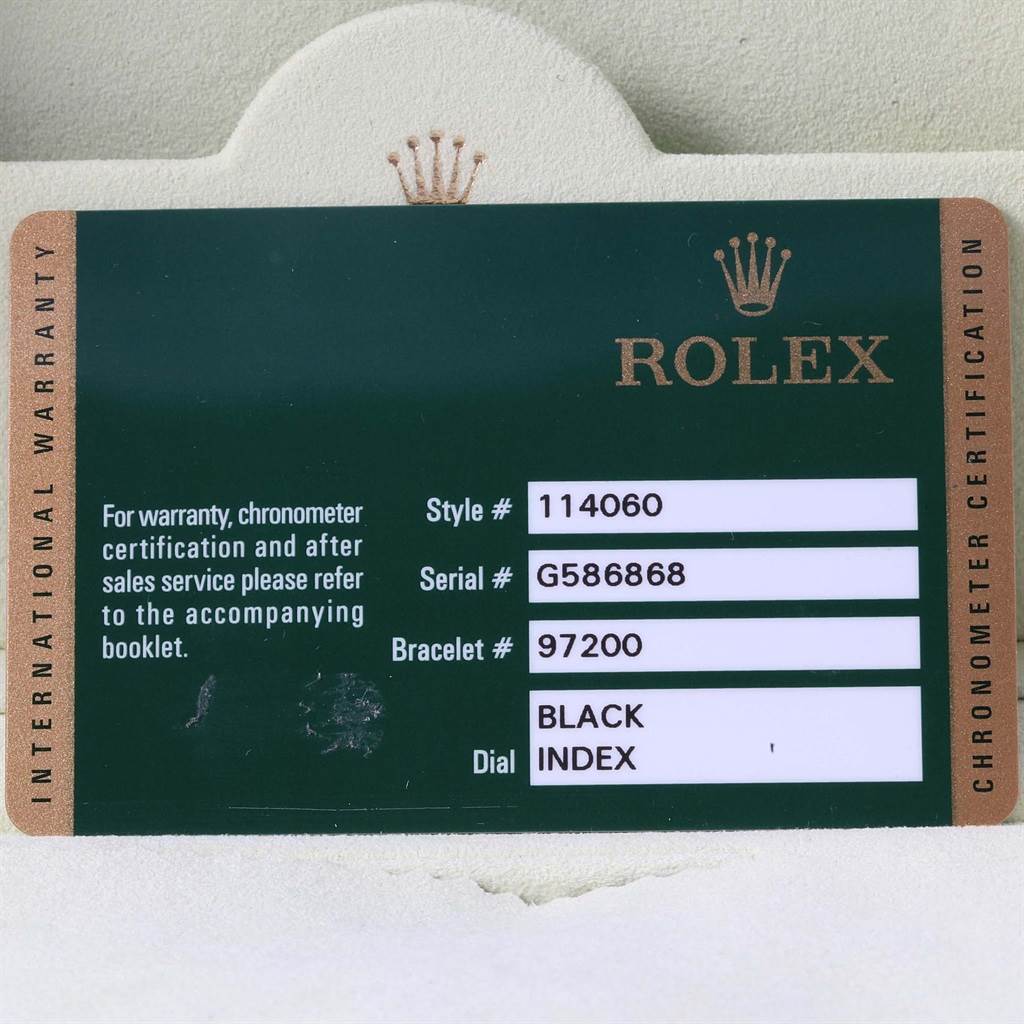 INTERNATIONAL WARRANTY
ROLEX
For warranty, chronometer
certification and after
sales service please refer
to the accompanying
booklet.
Style # 114060
Serial # G586868
Bracelet # 97200
Dial BLACK
INDEX
CHRONOMETER CERTIFICATION